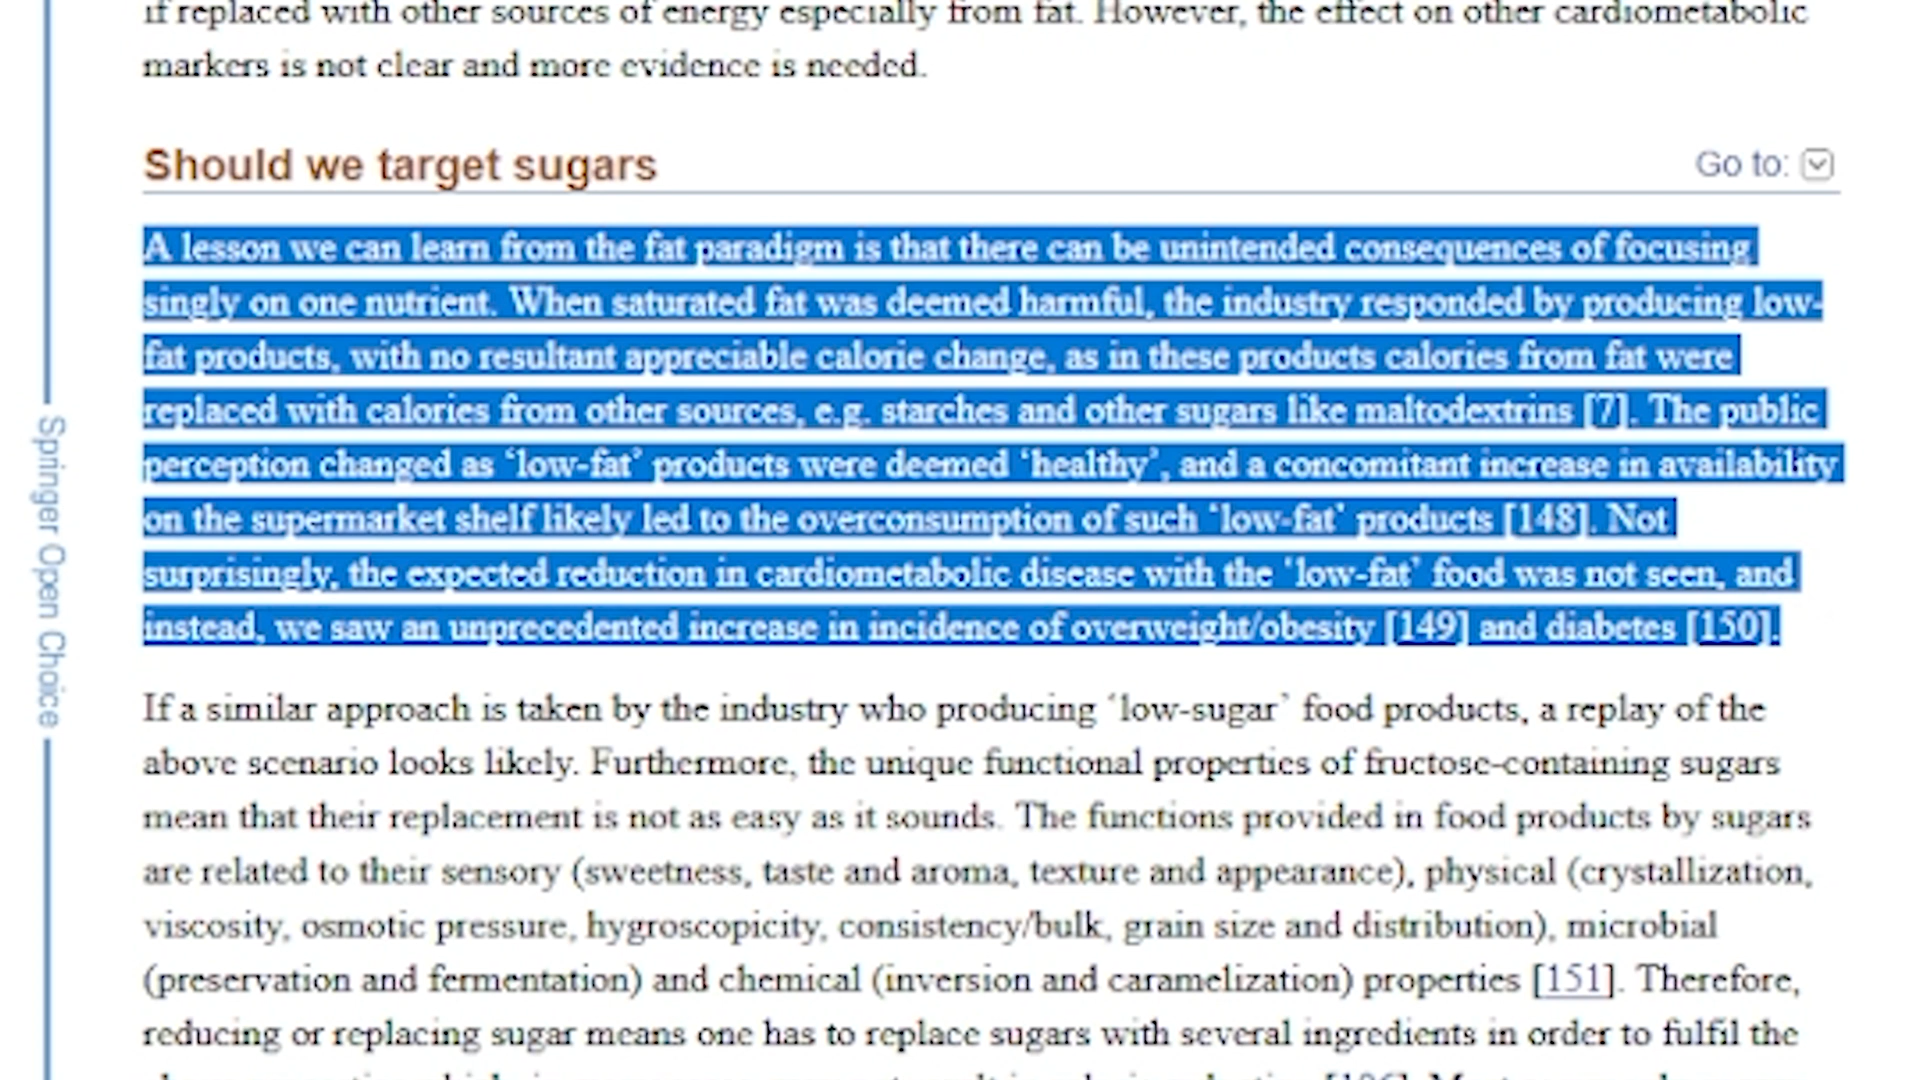 if replaced with other sources of energy especially from fat. However, the effect on other cardiometabolic
markers is not clear and more evidence is needed.
Should we target sugars
Go to:
A lesson we can learn from the fat paradigm is that there can be unintended consequences of focusing
singly on one nutrient. When saturated fat was deemed harmful, the industry responded by producing low-
fat products, with no resultant appreciable calorie change, as in these products calories from fat were
replaced with calories from other sources, e.g. starches and other sugars like maltodextrins [7]. The public
perception changed as ‘low-fat’ products were deemed ‘healthy’, and a concomitant increase in availability
on the supermarket shelf likely led to the overconsumption of such ‘low-fat’ products [148]. Not
surprisingly, the expected reduction in cardiometabolic disease with the ‘low-fat’ food was not seen, and
instead, we saw an unprecedented increase in incidence of overweight/obesity [149] and diabetes [150].
If a similar approach is taken by the industry who producing ‘low-sugar’ food products, a replay of the
above scenario looks likely. Furthermore, the unique functional properties of fructose-containing sugars
mean that their replacement is not as easy as it sounds. The functions provided in food products by sugars
are related to their sensory (sweetness, taste and aroma, texture and appearance), physical (crystallization,
viscosity, osmotic pressure, hygroscopicity, consistency/bulk, grain size and distribution), microbial
(preservation and fermentation) and chemical (inversion and caramelization) properties [151]. Therefore,
reducing or replacing sugar means one has to replace sugars with several ingredients in order to fulfil the
Springer Open Choice